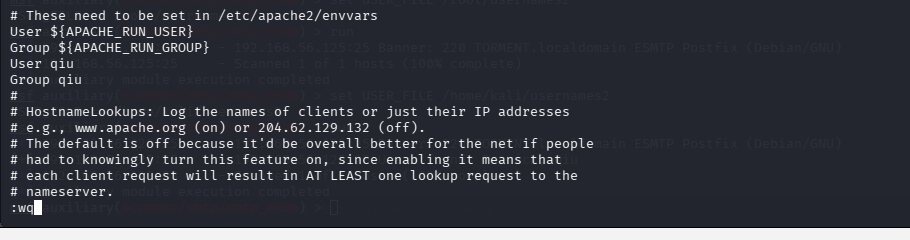 # These need to be set in /etc/apache2/envvars
User ${APACHE_RUN_USER}
Group ${APACHE_RUN_GROUP}
User qiu
Group qiu
#
# HostnameLookups: Log the names of clients or just their IP addresses
# e.g., www.apache.org (on) or 204.62.129.132 (off).
# The default is off because it'd be overall better for the net if people
# had to knowingly turn this feature on, since enabling it means that
# each client request will result in AT LEAST one lookup request to the
# nameserver.
:wq